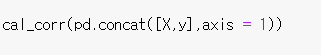 cal_corr(pd.concat([X,y],axis = 1))